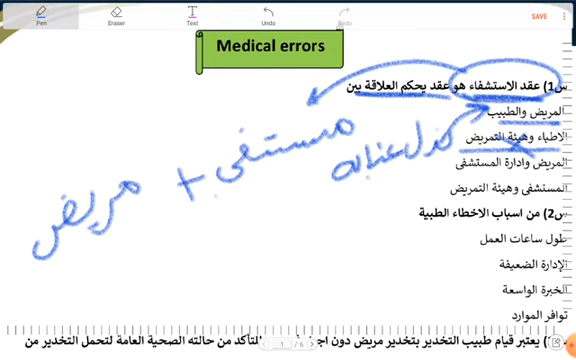 Pen Eraser Text Undo Redo SAVE
Medical errors
س1) عقد الاستشفاء هو عقد يحكم العلاقة بين
المريض والطبيب
الاطباء وهيئة التمريض
المريض وادارة المستشفى
المستشفى وهيئة التمريض
مستشفى + مريض
س2) من اسباب الاخطاء الطبية
طول ساعات العمل
الإدارة الضعيفة
الخبرة الواسعة
توافر الموارد
يعتبر قيام طبيب التخدير بتخدير مريض دون
التأكد من حالته الصحية العامة لتحمل التخدير من
1 / 6